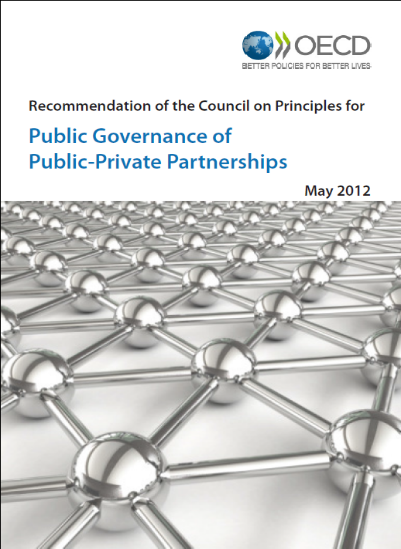 OECD
BETTER POLICIES FOR BETTER LIVES
Recommendation of the Council on Principles for
Public Governance of
Public-Private Partnerships
May 2012